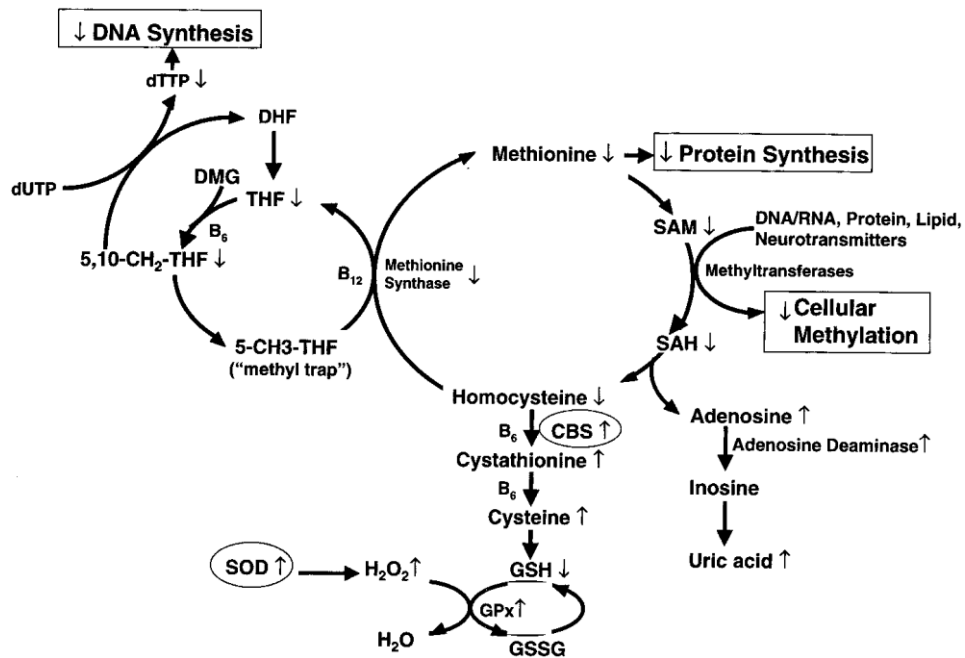 ↓ DNA Synthesis
dTTP ↓
DHF
Methionine ↓
↓ Protein Synthesis
dUTP
DMG
THF ↓
B₆
SAM ↓
DNA/RNA, Protein, Lipid,
Neurotransmitters
5,10-CH₂-THF ↓
B₁₂
Methionine
Synthase ↓
Methyltransferases
↓ Cellular
Methylation
5-CH3-THF
("methyl trap")
SAH ↓
Homocysteine ↓
Adenosine ↑
B₆
CBS ↑
Adenosine Deaminase ↑
Cystathionine ↑
B₆
Inosine
Cysteine ↑
Uric acid ↑
SOD ↑
H₂O₂ ↑
GSH ↓
GPx ↑
H₂O
GSSG